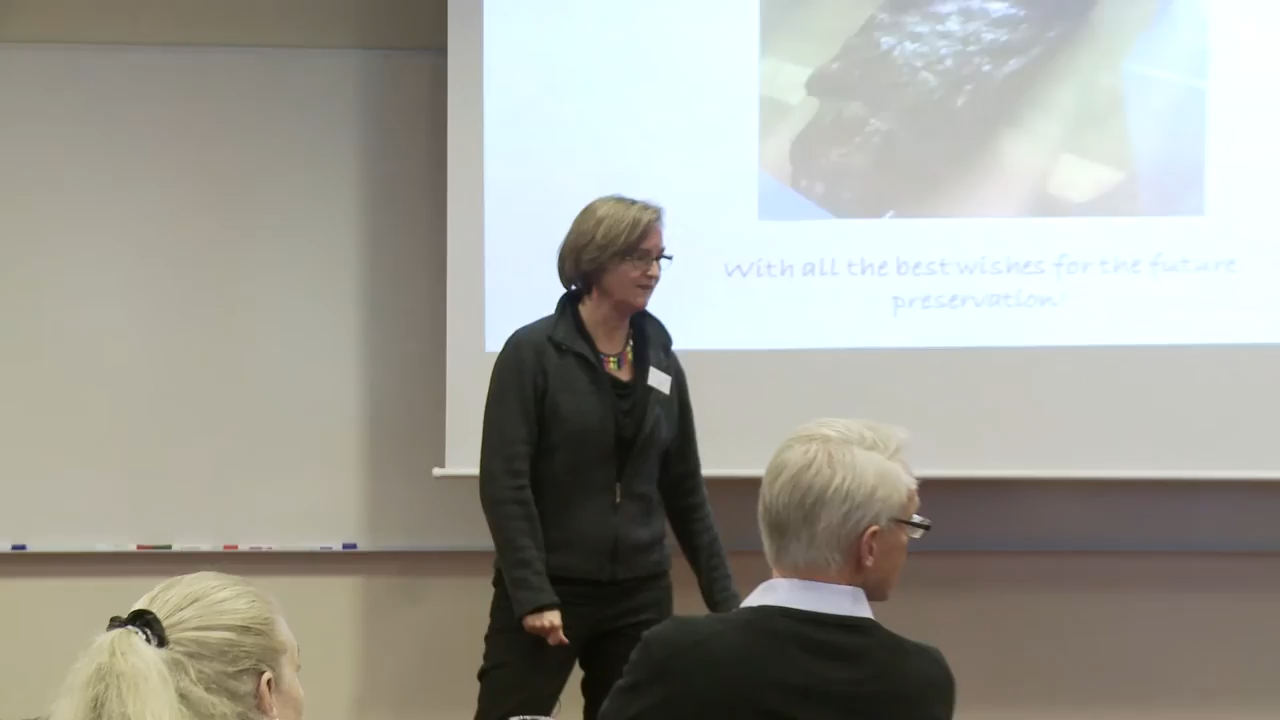 With all the best wishes for the future
preservation!